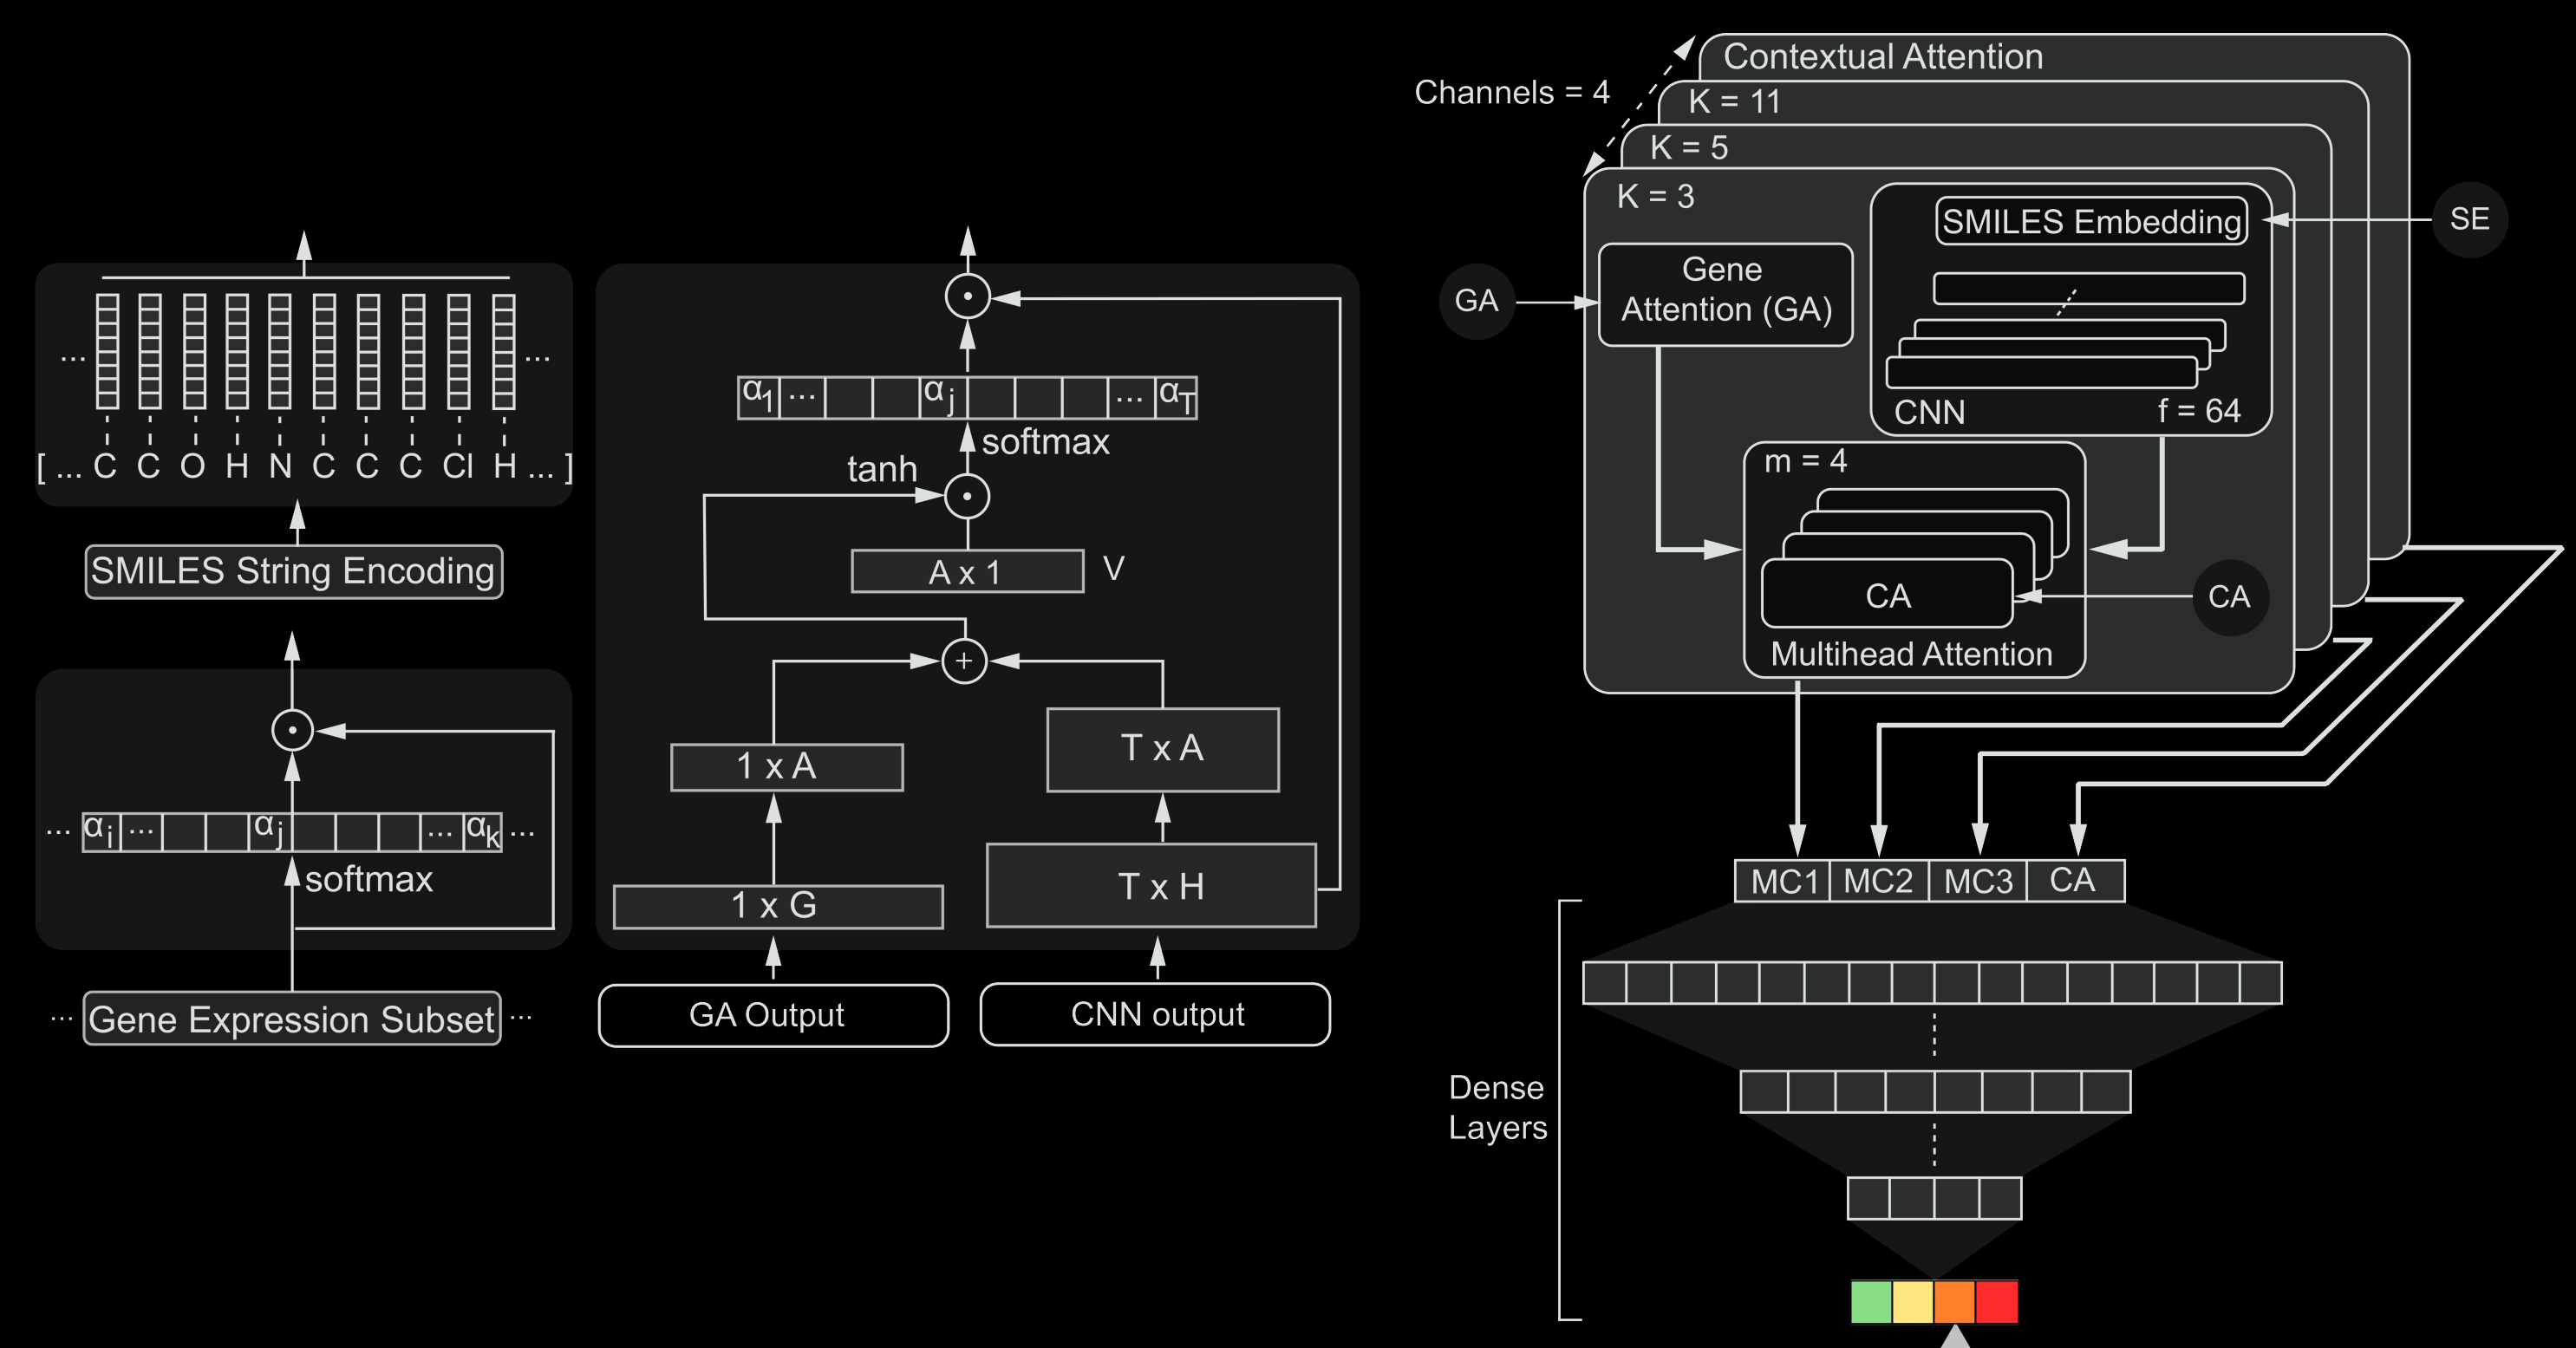 ... ...
[ ... C C O H N C C C Cl H ... ]
SMILES String Encoding
... αi ... αj ... αk ...
softmax
... Gene Expression Subset ...
α1 ... αj ... αT
softmax
tanh
A x 1 V
+
1 x A
T x A
1 x G
T x H
GA Output
CNN output
Contextual Attention
Channels = 4
K = 11
K = 5
K = 3
SMILES Embedding
SE
GA
Gene
Attention (GA)
CNN f = 64
m = 4
CA
CA
Multihead Attention
MC1 MC2 MC3 CA
Dense
Layers